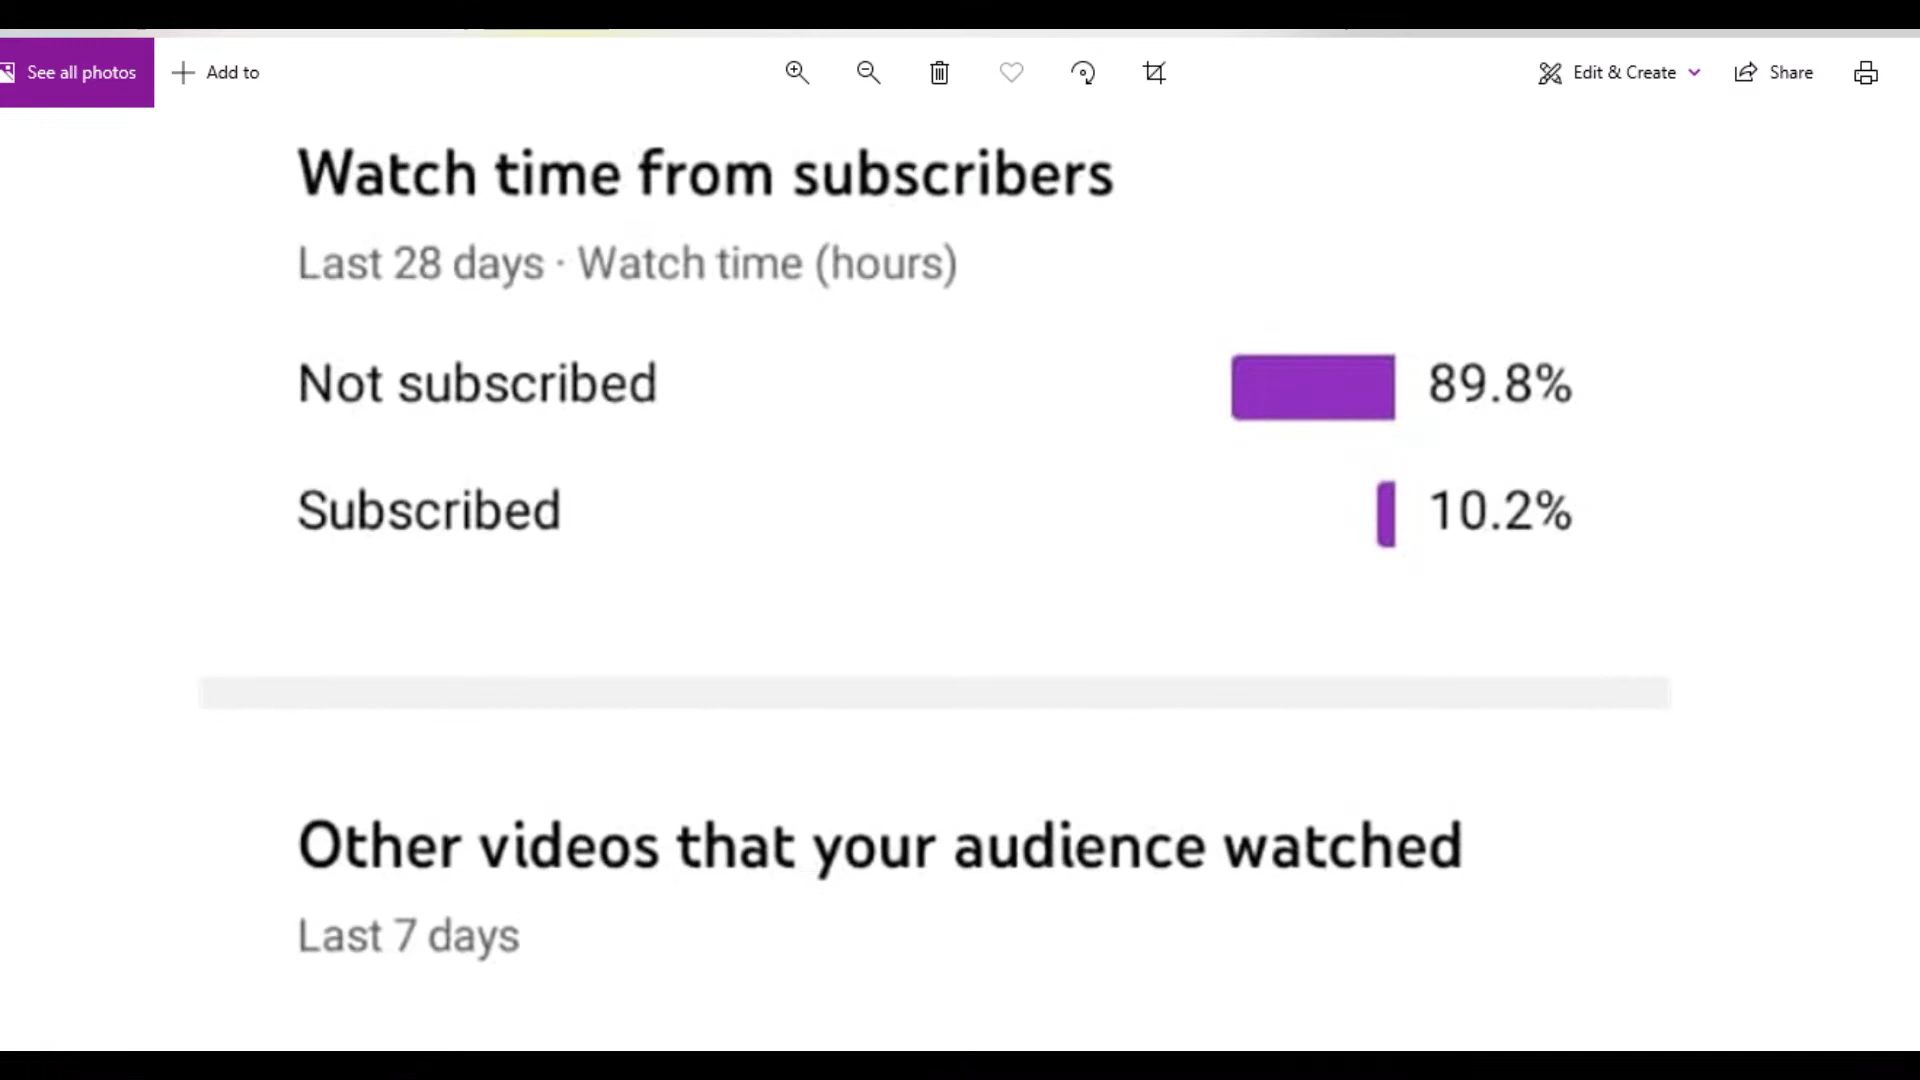 See all photos
Add to
Edit & Create
Share
Watch time from subscribers
Last 28 days · Watch time (hours)
Not subscribed 89.8%
Subscribed 10.2%
Other videos that your audience watched
Last 7 days